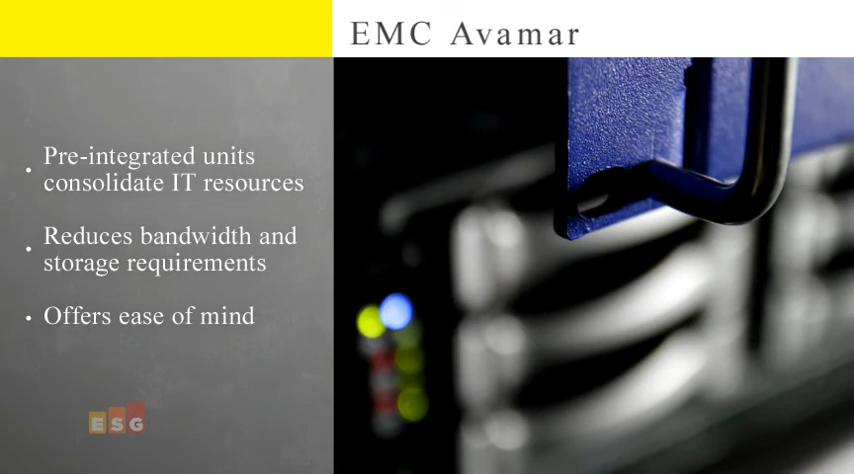 EMC Avamar
• Pre-integrated units
consolidate IT resources
• Reduces bandwidth and
storage requirements
• Offers ease of mind
ESG